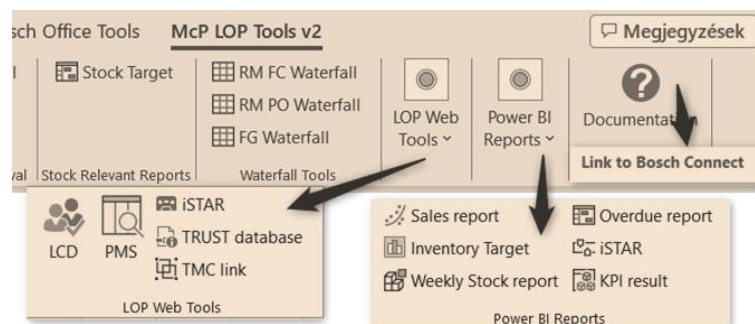 sch Office Tools McP LOP Tools v2 Megjegyzések
Stock Target
RM FC Waterfall
RM PO Waterfall
FG Waterfall
LOP Web
Tools
Power BI
Reports
Documentation
val Stock Relevant Reports Waterfall Tools
Link to Bosch Connect
LCD PMS
iSTAR
TRUST database
TMC link
LOP Web Tools
Sales report Overdue report
Inventory Target iSTAR
Weekly Stock report KPI result
Power BI Reports